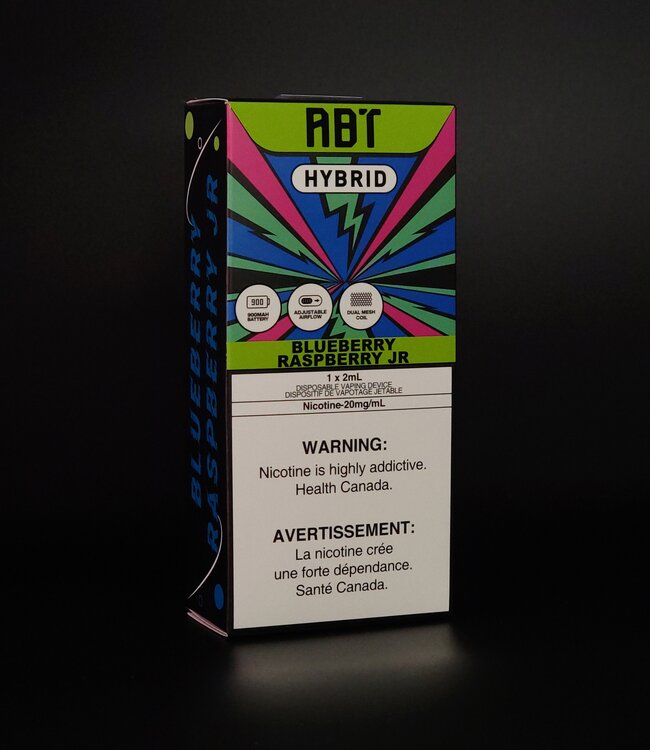 ABT
HYBRID
900
900MAH
BATTERY
ADJUSTABLE
AIRFLOW
DUAL MESH
COIL
BLUEBERRY
RASPBERRY JR
1 x 2mL
DISPOSABLE VAPING DEVICE
DISPOSITIF DE VAPOTAGE JETABLE
Nicotine-20mg/mL
WARNING:
Nicotine is highly addictive.
Health Canada.
AVERTISSEMENT:
La nicotine crée
une forte dépendance.
Santé Canada.
BLUEBERRY
RASPBERRY JR